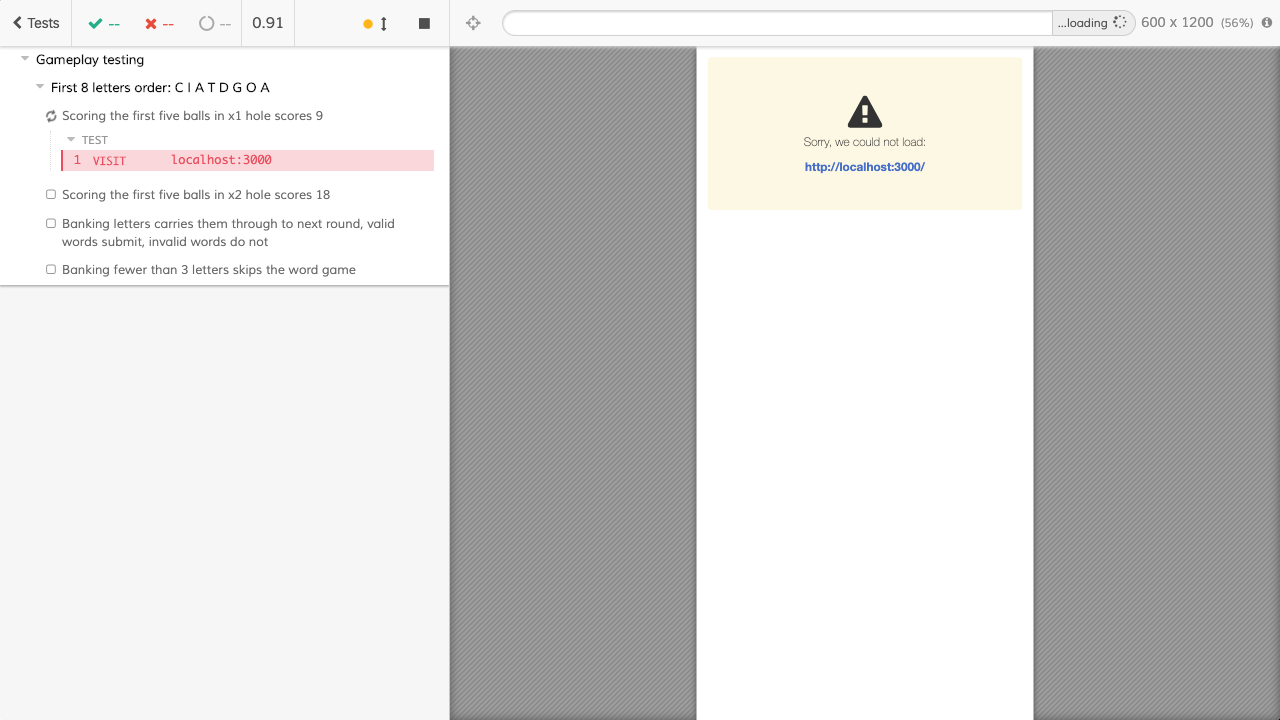 Tests
--
--
--
0.91
...loading
600 x 1200 (56%)
Gameplay testing
First 8 letters order: C I A T D G O A
Scoring the first five balls in x1 hole scores 9
TEST
1 VISIT localhost:3000
Scoring the first five balls in x2 hole scores 18
Banking letters carries them through to next round, valid
words submit, invalid words do not
Banking fewer than 3 letters skips the word game
Sorry, we could not load:
http://localhost:3000/